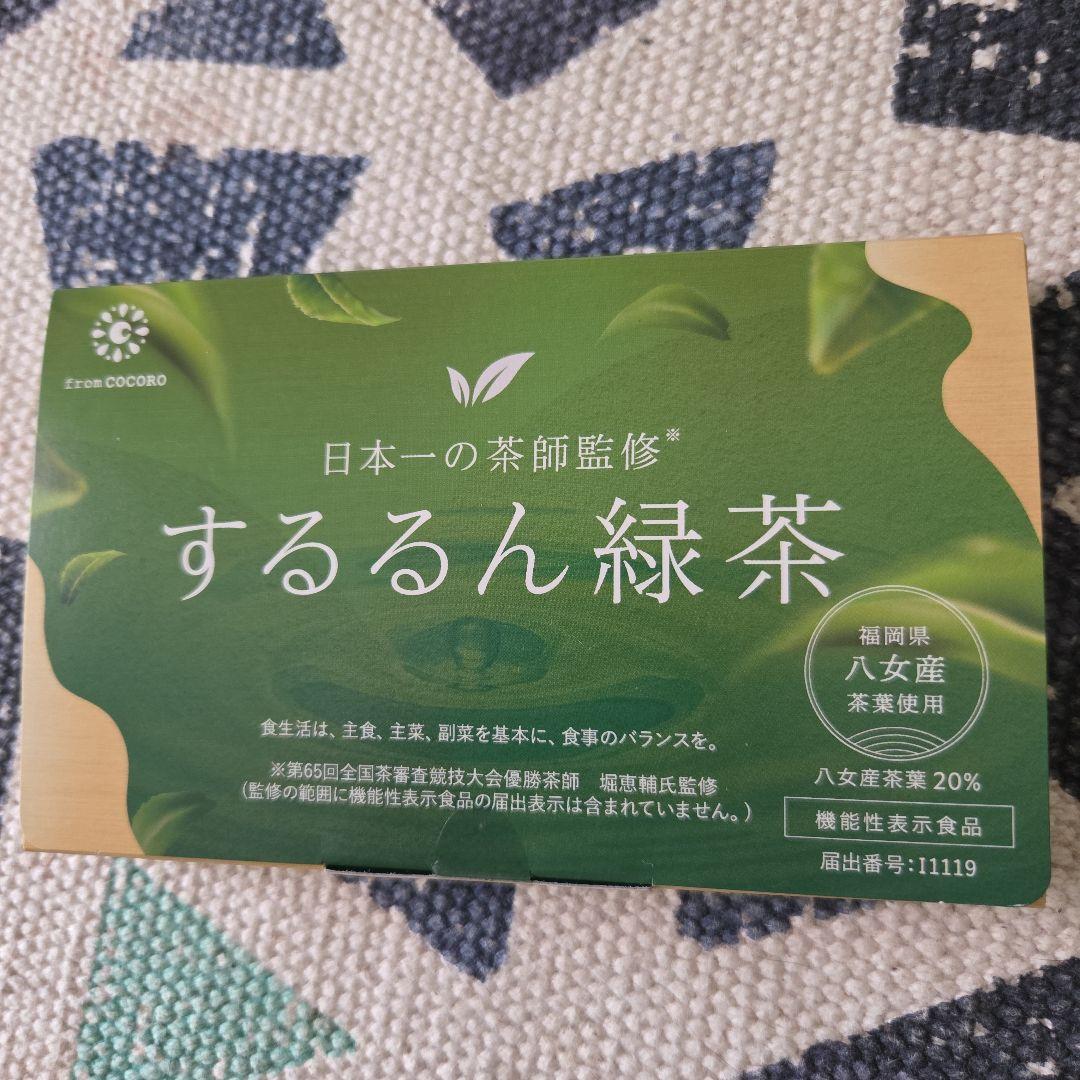 from COCORO
日本一の茶師監修※
するるん緑茶
福岡県
八女産
茶葉使用
食生活は、主食、主菜、副菜を基本に、食事のバランスを。
※第65回全国茶審査競技大会優勝茶師 堀恵輔氏監修
(監修の範囲に機能性表示食品の届出表示は含まれていません。)
八女産茶葉20%
機能性表示食品
届出番号:I1119